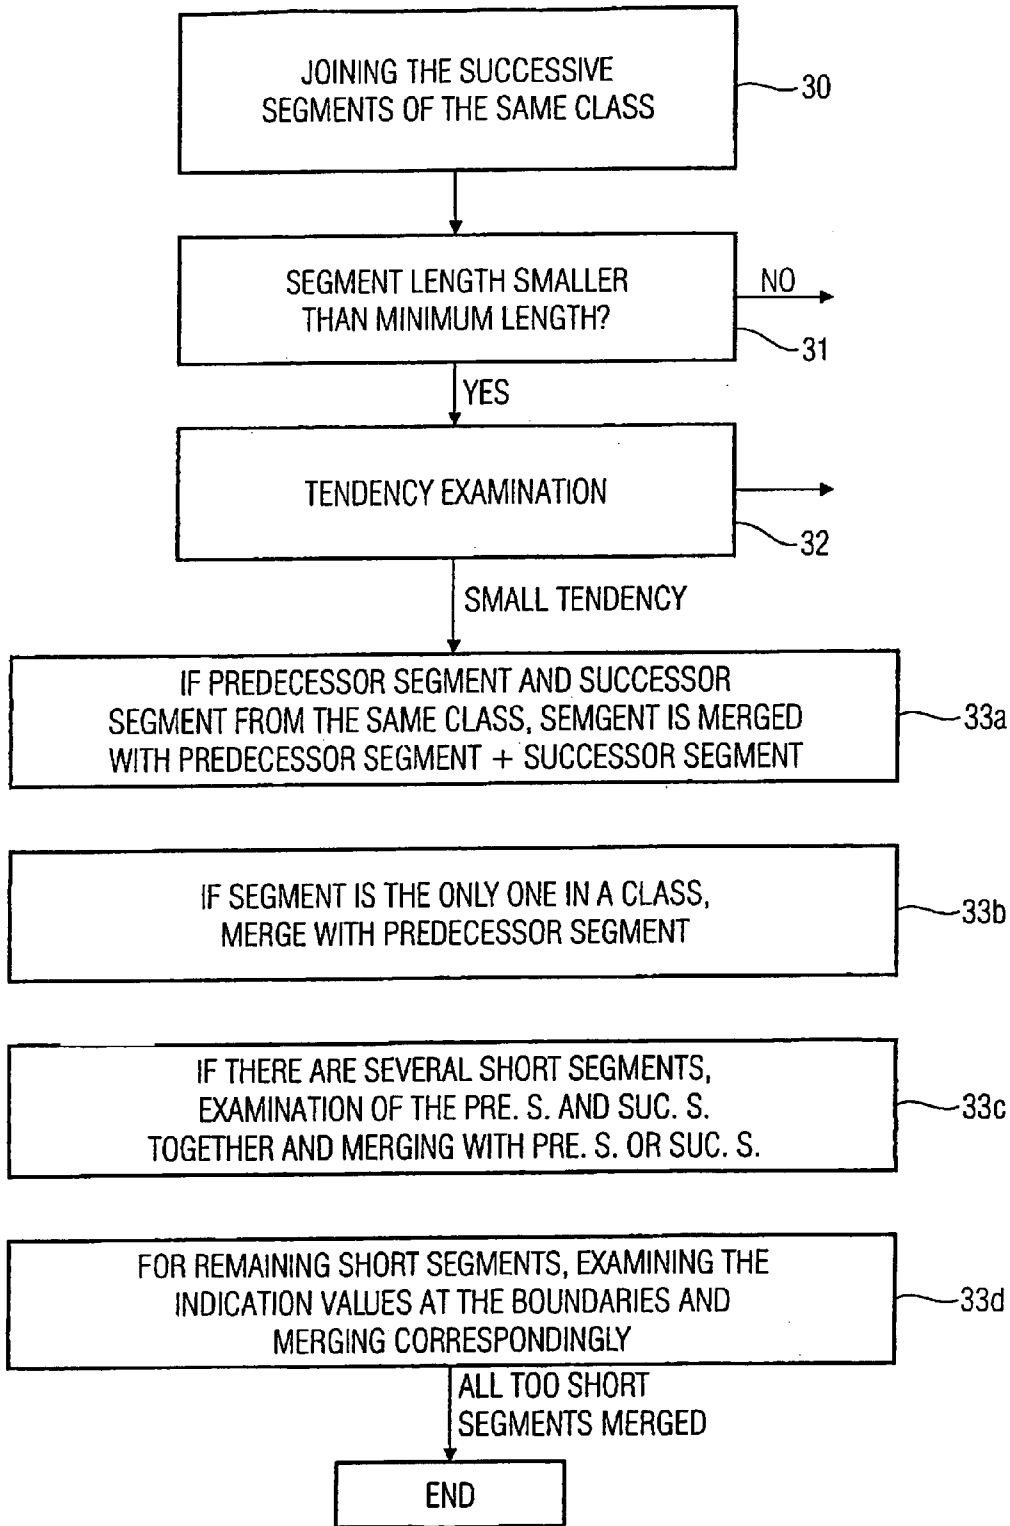 JOINING THE SUCCESSIVE
SEGMENTS OF THE SAME CLASS
30
SEGMENT LENGTH SMALLER
THAN MINIMUM LENGTH?
NO
31
YES
TENDENCY EXAMINATION
32
SMALL TENDENCY
IF PREDECESSOR SEGMENT AND SUCCESSOR
SEGMENT FROM THE SAME CLASS, SEMGENT IS MERGED
WITH PREDECESSOR SEGMENT + SUCCESSOR SEGMENT
33a
IF SEGMENT IS THE ONLY ONE IN A CLASS,
MERGE WITH PREDECESSOR SEGMENT
33b
IF THERE ARE SEVERAL SHORT SEGMENTS,
EXAMINATION OF THE PRE. S. AND SUC. S.
TOGETHER AND MERGING WITH PRE. S. OR SUC. S.
33c
FOR REMAINING SHORT SEGMENTS, EXAMINING THE
INDICATION VALUES AT THE BOUNDARIES AND
MERGING CORRESPONDINGLY
33d
ALL TOO SHORT
SEGMENTS MERGED
END